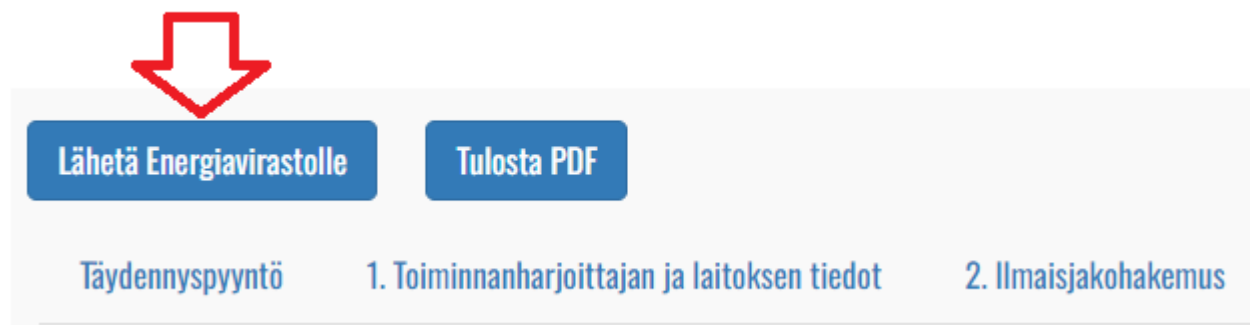 Lähetä Energiavirastolle Tulosta PDF
Täydennyspyyntö 1. Toiminnanharjoittajan ja laitoksen tiedot 2. Ilmaisjakohakemus